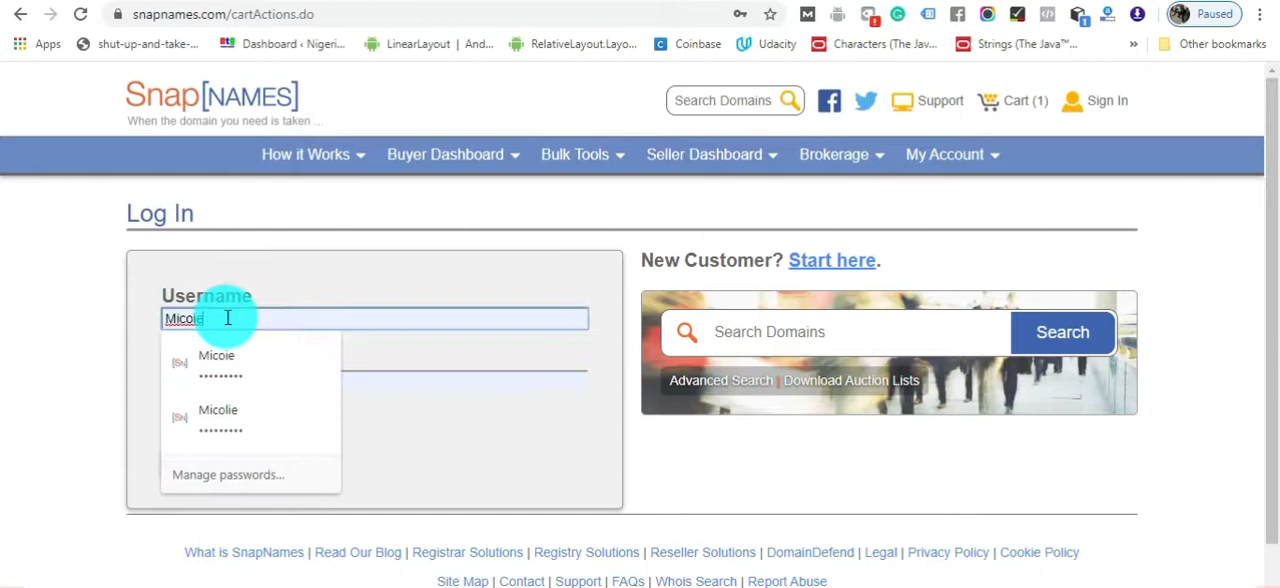 snapnames.com/cartActions.do
Paused
Apps shut-up-and-take-... Dashboard ‹ Nigeri... LinearLayout | And... RelativeLayout.Layo... Coinbase Udacity Characters (The Jav... Strings (The Java™... » Other bookmarks
Snap[NAMES]
When the domain you need is taken ...
Search Domains Support Cart (1) Sign In
How it Works Buyer Dashboard Bulk Tools Seller Dashboard Brokerage My Account
Log In
Username
Micoie
Micoie
•••••••••
Micolie
•••••••••
Manage passwords...
New Customer? Start here.
Search Domains Search
Advanced Search | Download Auction Lists
What is SnapNames | Read Our Blog | Registrar Solutions | Registry Solutions | Reseller Solutions | DomainDefend | Legal | Privacy Policy | Cookie Policy
Site Map | Contact | Support | FAQs | Whois Search | Report Abuse